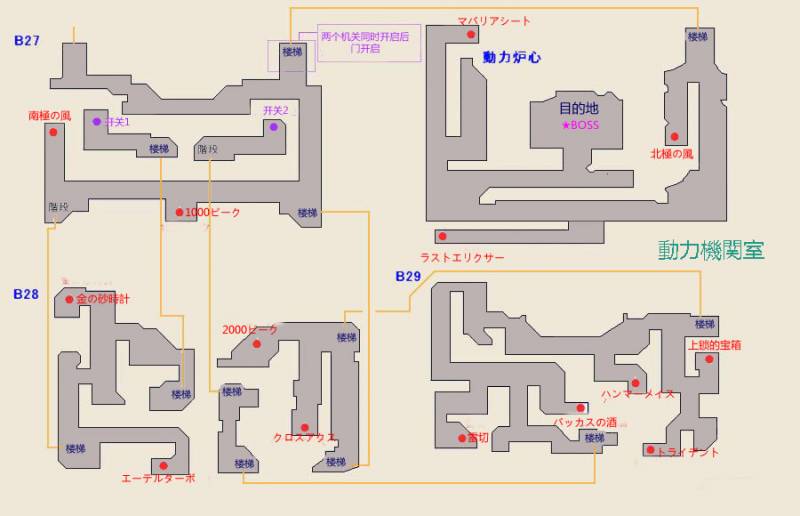 B27
楼梯
两个机关同时开启后
门开启
南極の風
开关1
开关2
楼梯
階段
階段
1000ピーク
楼梯
マバリアシート
動力炉心
楼梯
目的地
★BOSS
北極の風
ラストエリクサー
動力機関室
B28
金の砂時計
2000ピーク
楼梯
楼梯
楼梯
楼梯
クロスアウス
楼梯
楼梯
エーテルターボ
B29
楼梯
上锁的宝箱
ハンマーメイス
バッカスの酒
雷切
楼梯
トライデント